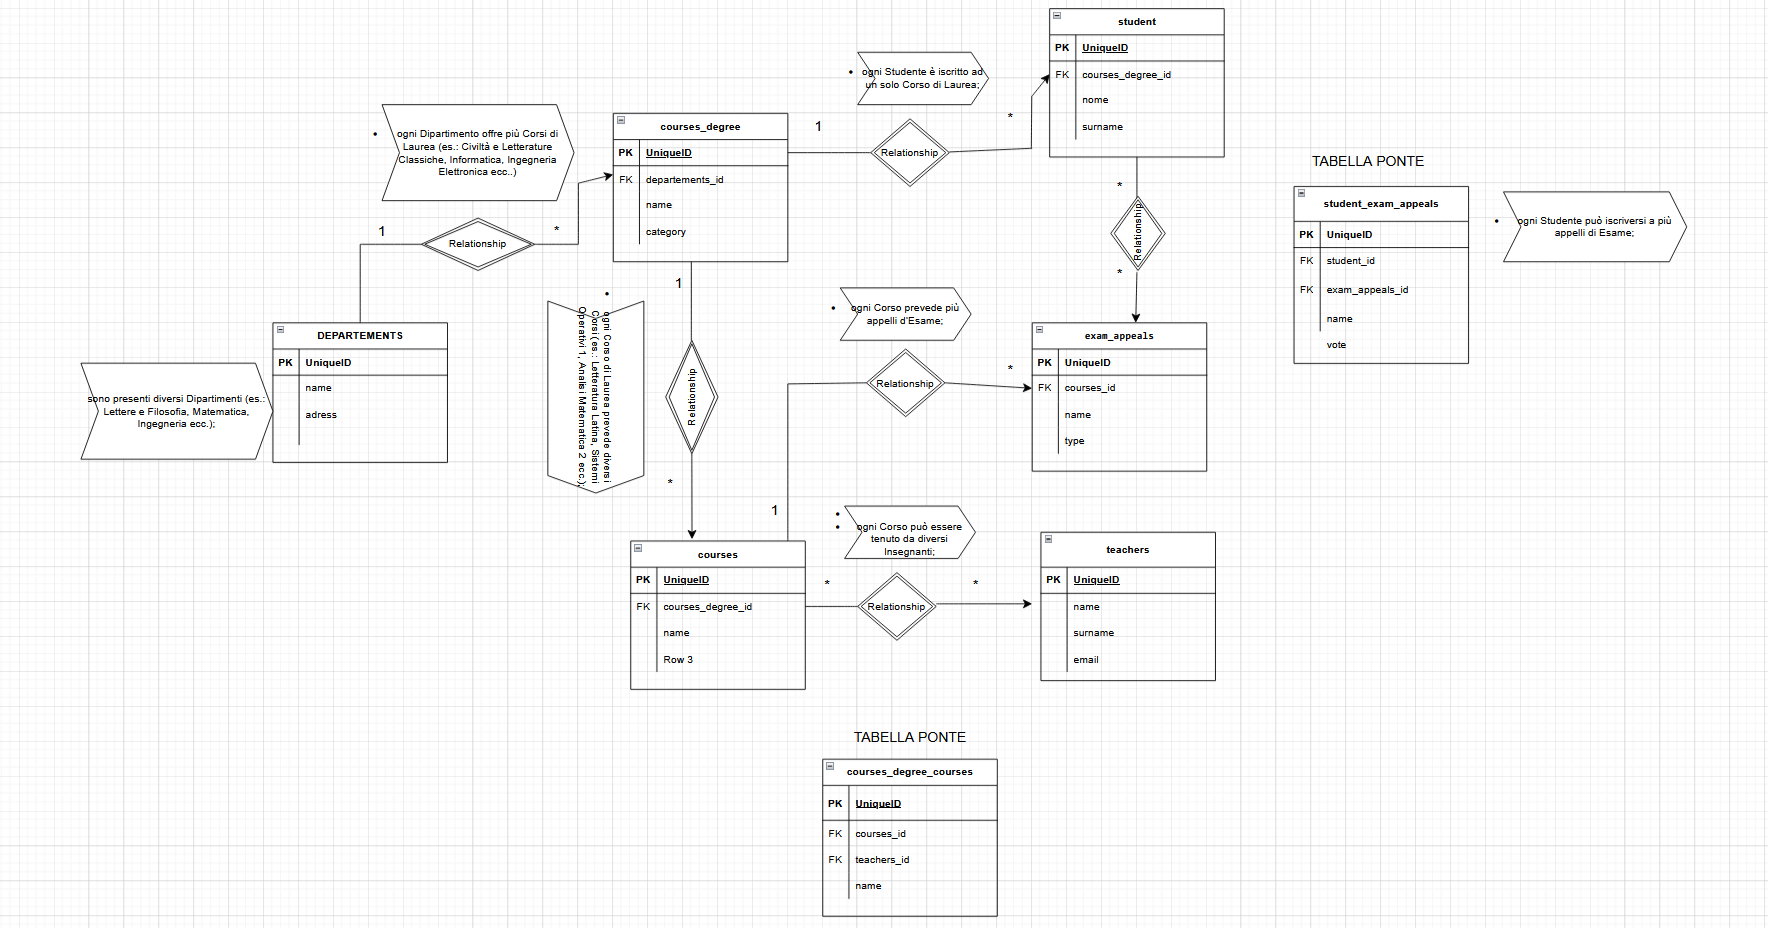 student
PK UniqueID
FK courses_degree_id
nome
surname
• ogni Studente è iscritto ad
un solo Corso di Laurea;
1
Relationship
*
• ogni Dipartimento offre più Corsi di
Laurea (es.: Civiltà e Letterature
Classiche, Informatica, Ingegneria
Elettronica ecc..)
courses_degree
PK UniqueID
FK departements_id
name
category
1
Relationship
*
TABELLA PONTE
student_exam_appeals
PK UniqueID
FK student_id
FK exam_appeals_id
name
vote
• ogni Studente può iscriversi a più
appelli di Esame;
*
Relationship
*
DEPARTEMENTS
PK UniqueID
name
adress
sono presenti diversi Dipartimenti (es.:
Lettere e Filosofia, Matematica,
Ingegneria ecc.);
1
• ogni Corso di Laurea prevede diversi
Corsi (es.: Letteratura Latina, Sistemi
Operativi 1, Analisi Matematica 2 ecc.);
Relationship
*
• ogni Corso prevede più
appelli d'Esame;
Relationship
*
1
exam_appeals
PK UniqueID
FK courses_id
name
type
courses
PK UniqueID
FK courses_degree_id
name
Row 3
•
• ogni Corso può essere
tenuto da diversi
Insegnanti;
*
Relationship
*
teachers
PK UniqueID
name
surname
email
TABELLA PONTE
courses_degree_courses
PK UniqueID
FK courses_id
FK teachers_id
name